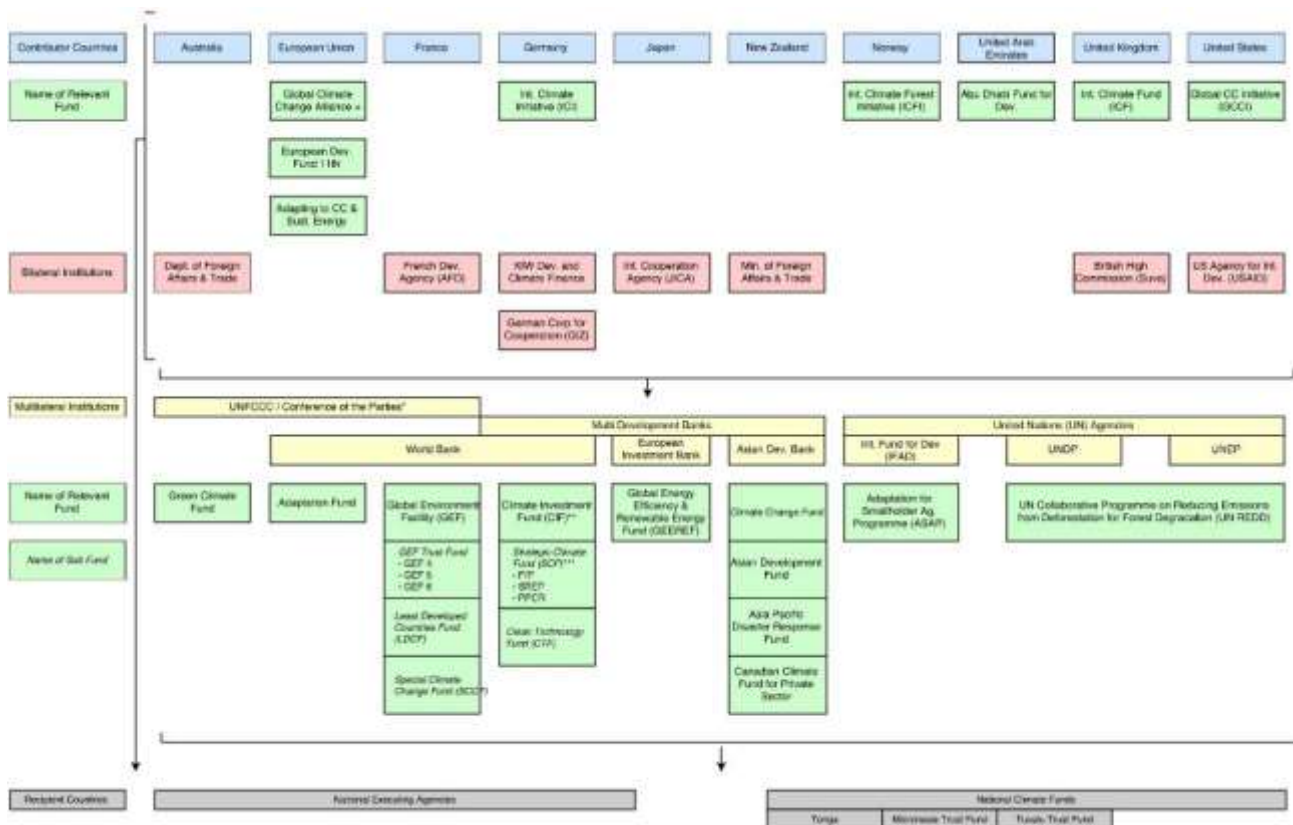 Contributor Countries
Australia
European Union
France
Germany
Japan
New Zealand
Norway
United Arab
Emirates
United Kingdom
United States
Name of Relevant
Fund
Global Climate
Change Alliance +
Int. Climate
Initiative (ICI)
Int. Climate Forest
Initiative (ICFI)
Abu Dhabi Fund for
Dev.
Int. Climate Fund
(ICF)
Global CC Initiative
(GCCI)
European Dev.
Fund
Adapting to CC &
Sust. Energy
Bilateral Institutions
Dept. of Foreign
Affairs & Trade
French Dev.
Agency (AFD)
KfW Dev. and
Climate Finance
Int. Cooperation
Agency (JICA)
Min. of Foreign
Affairs & Trade
British High
Commission (Suva)
US Agency for Int.
Dev. (USAID)
German Corp for
Cooperation (GIZ)
Multilateral Institutions
UNFCCC / Conference of the Parties*
Multi Development Banks
United Nations (UN) Agencies
World Bank
European
Investment Bank
Asian Dev. Bank
Int. Fund for Dev
(IFAD)
UNDP
UNEP
Name of Relevant
Fund
Green Climate
Fund
Adaptation Fund
Global Environment
Facility (GEF)
Climate Investment
Fund (CIF)**
Global Energy
Efficiency &
Renewable Energy
Fund (GEEREF)
Climate Change Fund
Adaptation for
Smallholder Ag.
Programme (ASAP)
UN Collaborative Programme on Reducing Emissions
from Deforestation for Forest Degradation (UN REDD)
Name of Sub Fund
GEF Trust Fund
- GEF 4
- GEF 5
- GEF 6
Strategic Climate
Fund (SCF)***
- FIP
- SREP
- PPCR
Asian Development
Fund
Least Developed
Countries Fund
(LDCF)
Clean Technology
Fund (CTF)
Asia Pacific
Disaster Response
Fund
Special Climate
Change Fund (SCCF)
Canadian Climate
Fund for Private
Sector
Recipient Countries
National Executing Agencies
National Climate Funds
Tonga
Micronesia Trust Fund
Tuvalu Trust Fund